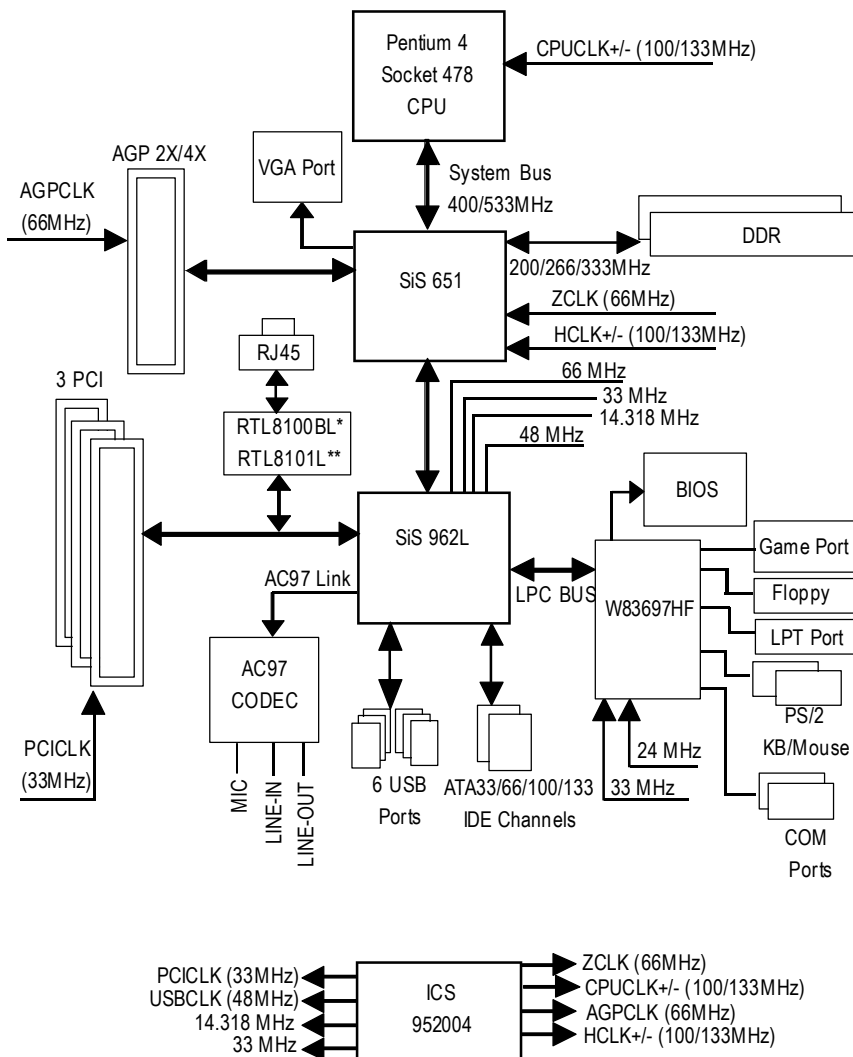 Pentium 4
Socket 478
CPU
CPUCLK+/- (100/133MHz)
AGP 2X/4X
VGA Port
System Bus
400/533MHz
AGPCLK
(66MHz)
DDR
200/266/333MHz
SiS 651
ZCLK (66MHz)
HCLK+/- (100/133MHz)
RJ45
3 PCI
66 MHz
33 MHz
14.318 MHz
48 MHz
RTL8100BL*
RTL8101L**
BIOS
SiS 962L
Game Port
AC97 Link
LPC BUS
W83697HF
Floppy
LPT Port
AC97
CODEC
PS/2
KB/Mouse
PCICLK
(33MHz)
24 MHz
33 MHz
MIC
LINE-IN
LINE-OUT
6 USB
Ports
ATA33/66/100/133
IDE Channels
COM
Ports
PCICLK (33MHz)
USBCLK (48MHz)
14.318 MHz
33 MHz
ICS
952004
ZCLK (66MHz)
CPUCLK+/- (100/133MHz)
AGPCLK (66MHz)
HCLK+/- (100/133MHz)